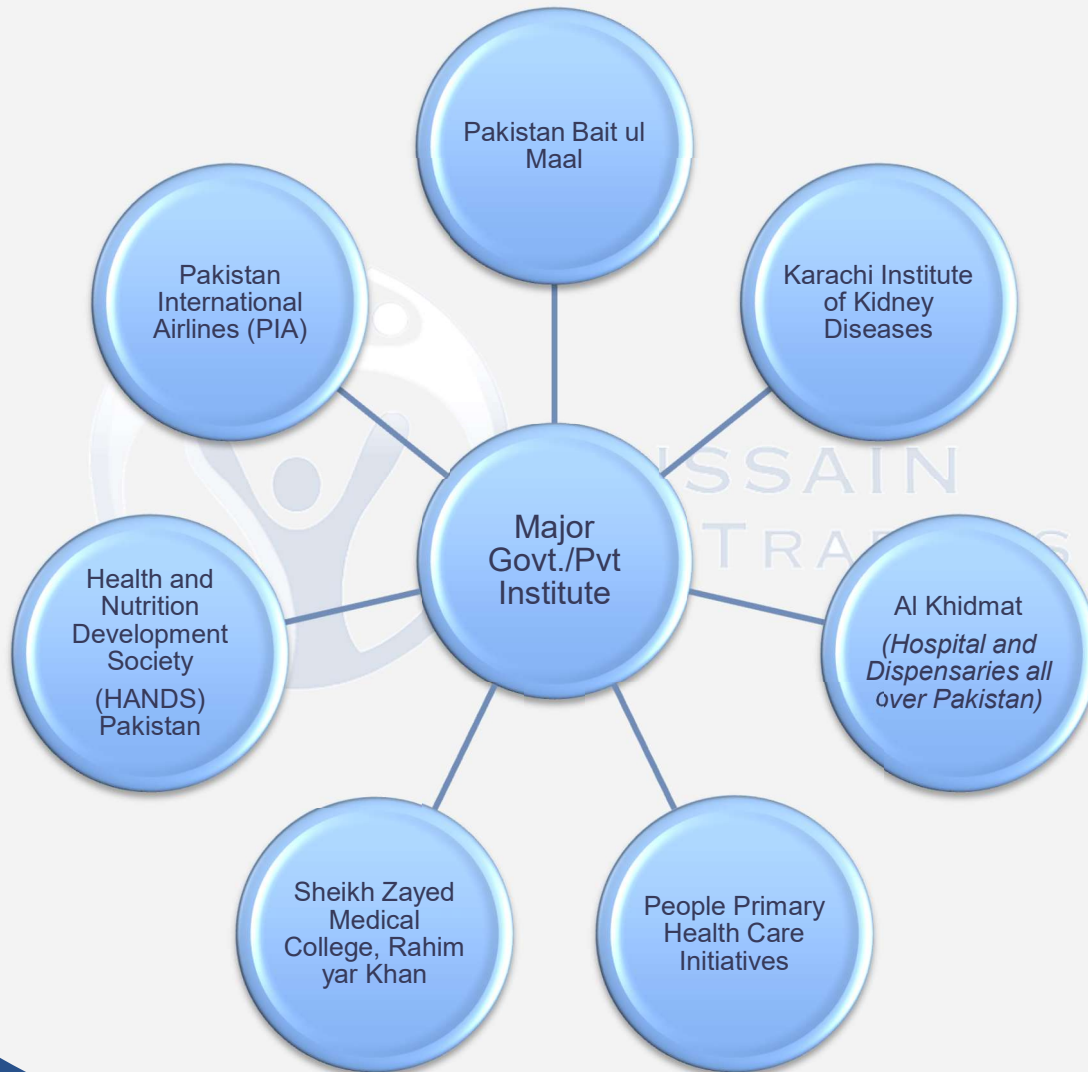 Pakistan Bait ul
Maal
Karachi Institute
of Kidney
Diseases
Al Khidmat
(Hospital and
Dispensaries all
over Pakistan)
People Primary
Health Care
Initiatives
Sheikh Zayed
Medical
College, Rahim
yar Khan
Health and
Nutrition
Development
Society
(HANDS)
Pakistan
Pakistan
International
Airlines (PIA)
Major
Govt./Pvt
Institute